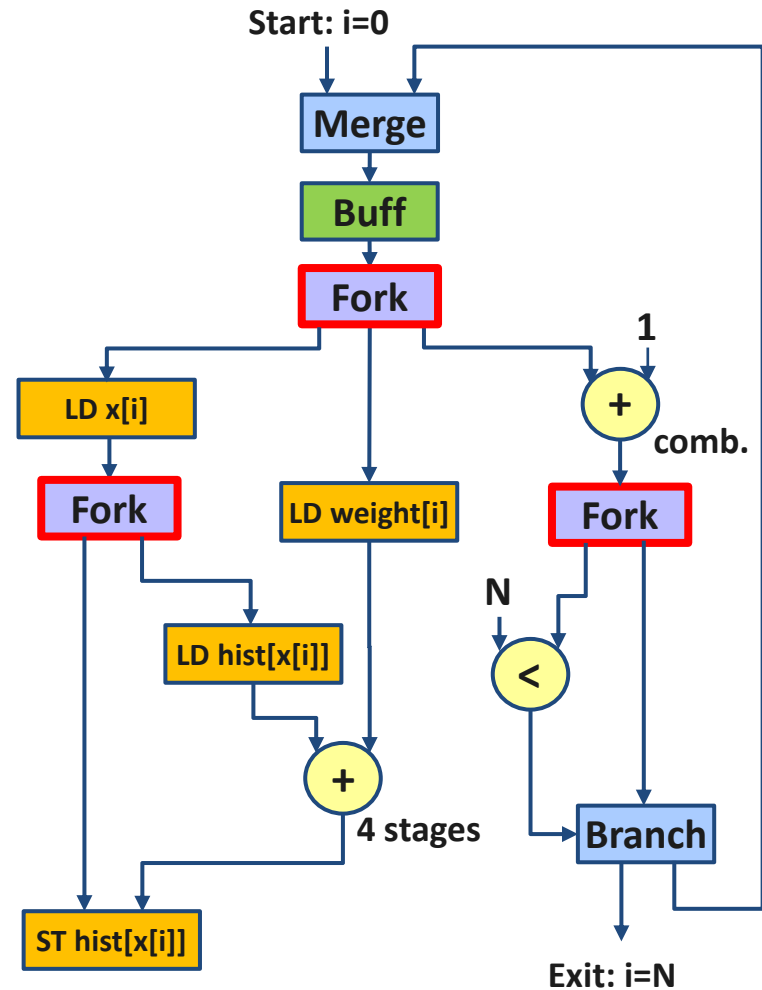 Start: i=0
Merge
Buff
Fork
1
LD x[i]
+
comb.
Fork
LD weight[i]
Fork
N
LD hist[x[i]]
<
+
4 stages
Branch
ST hist[x[i]]
Exit: i=N